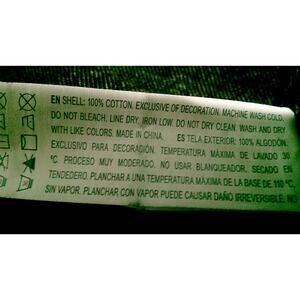 EN SHELL: 100% COTTON. EXCLUSIVE OF DECORATION. MACHINE WASH COLD.
DO NOT BLEACH. LINE DRY. IRON LOW. DO NOT DRY CLEAN. WASH AND DRY
WITH LIKE COLORS. MADE IN CHINA. ES TELA EXTERIOR: 100% ALGODÓN.
EXCLUSIVO PARA DECORACIÓN. TEMPERATURA MÁXIMA DE LAVADO 30
°C. PROCESO MUY MODERADO. NO USAR BLANQUEADOR. SECADO EN
TENDEDERO. PLANCHAR A UNA TEMPERATURA MÁXIMA DE LA BASE DE 110 °C
SIN VAPOR. PLANCHAR CON VAPOR PUEDE CAUSAR DAÑO IRREVERSIBLE. NO